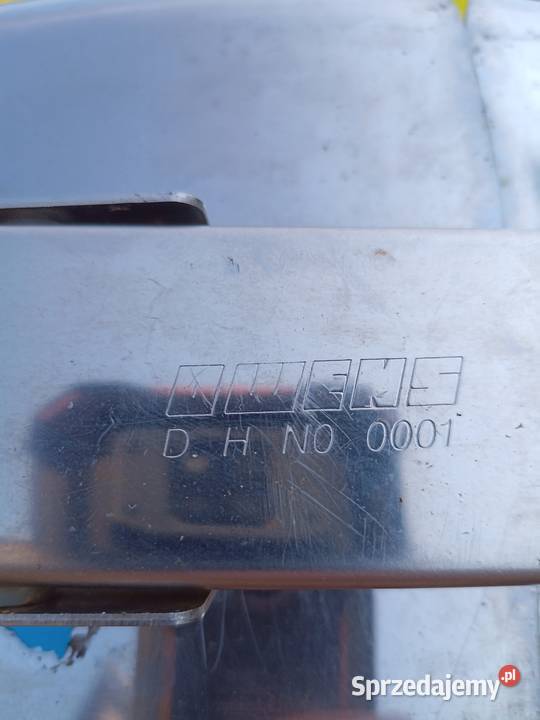 OWENS
D. H. NO 0001
Sprzedajemy.pl